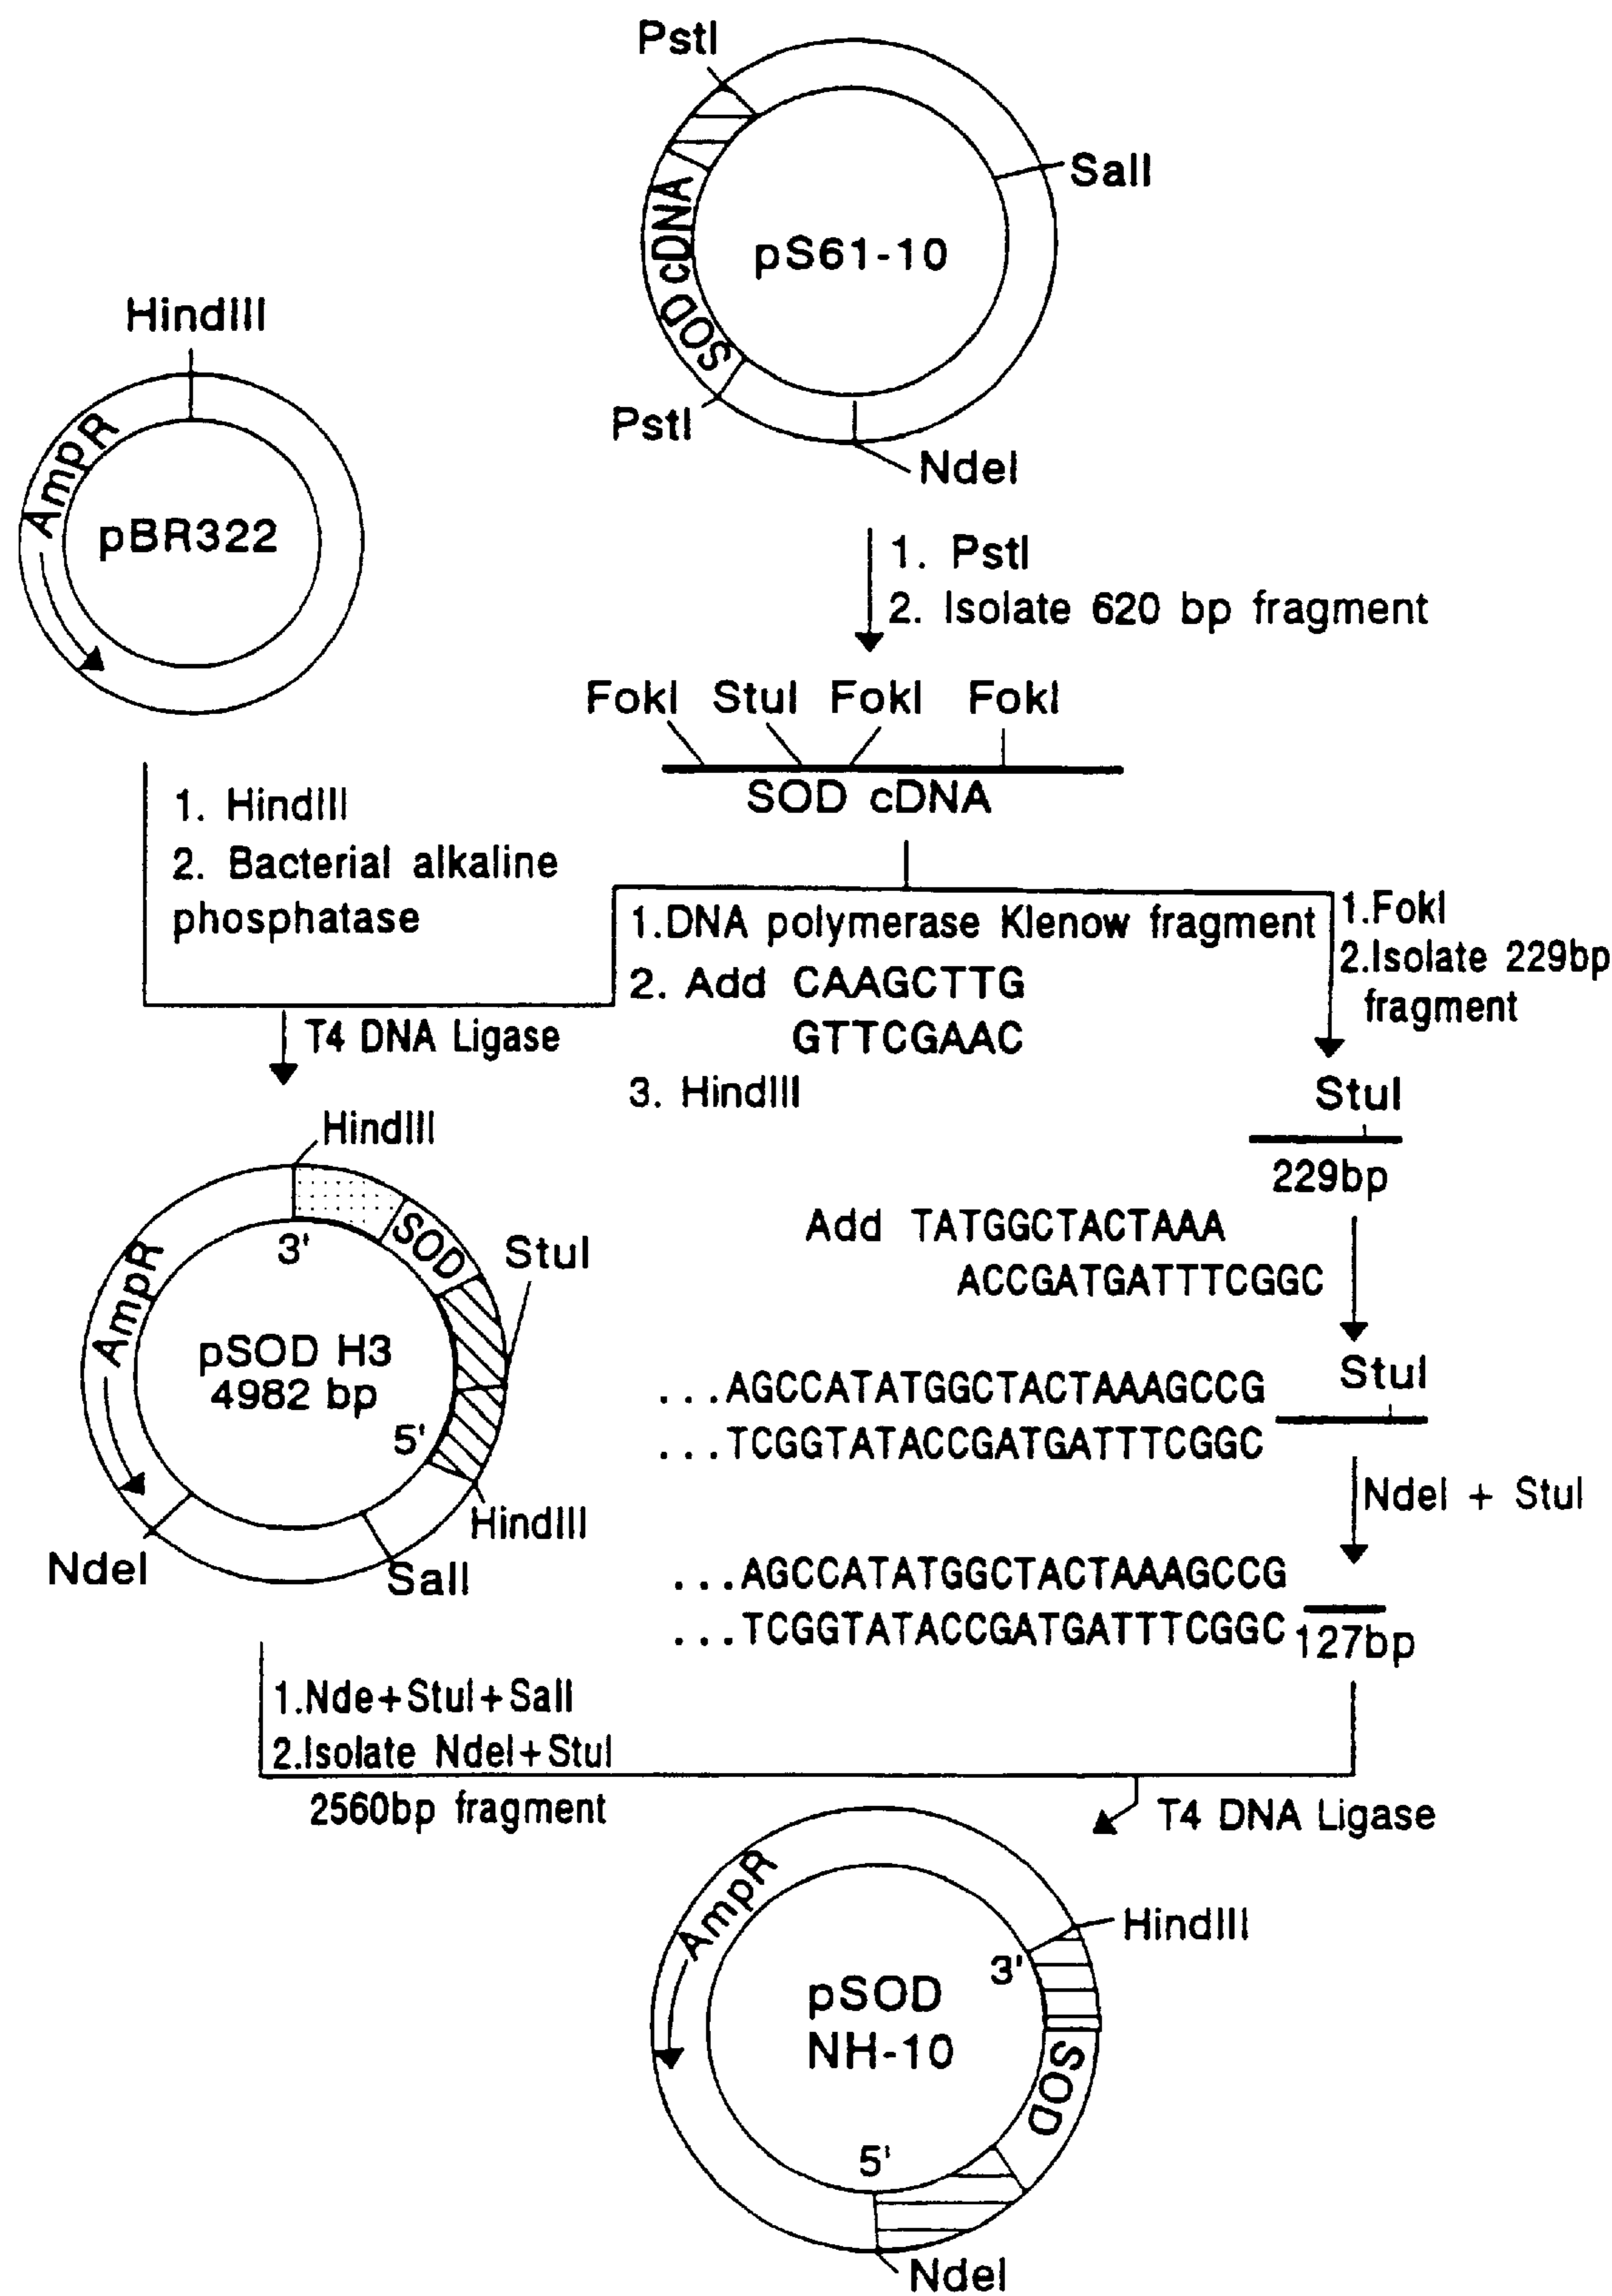 PstI
SalI
SOD cDNA
pS61-10
PstI
NdeI
HindIII
AmpR
pBR322
1. PstI
2. Isolate 620 bp fragment
FokI StuI FokI FokI
SOD cDNA
1. HindIII
2. Bacterial alkaline
phosphatase
1.DNA polymerase Klenow fragment
2. Add CAAGCTTG
GTTCGAAC
3. HindIII
1.FokI
2.Isolate 229bp
fragment
T4 DNA Ligase
StuI
229bp
HindIII
3'
SOD
StuI
AmpR
pSOD H3
4982 bp
5'
HindIII
SalI
NdeI
Add TATGGCTACTAAA
ACCGATGATTTCGGC
StuI
...AGCCATATGGCTACTAAAGCCG
...TCGGTATACCGATGATTTCGGC
NdeI + StuI
...AGCCATATGGCTACTAAAGCCG
...TCGGTATACCGATGATTTCGGC
127bp
1.Nde+StuI+SalI
2.Isolate NdeI+StuI
2560bp fragment
T4 DNA Ligase
AmpR
HindIII
3'
pSOD
NH-10
SOD
5'
NdeI